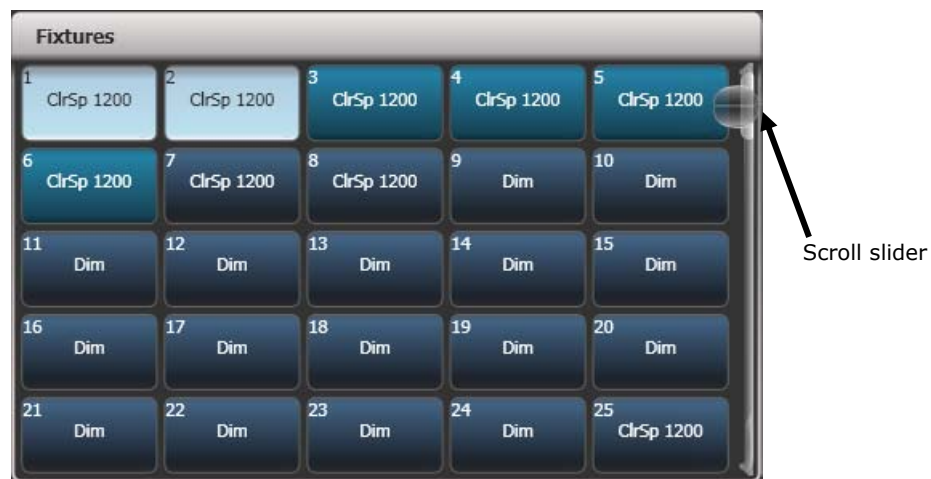 Fixtures
1 2 3 4 5
ClrSp 1200 ClrSp 1200 ClrSp 1200 ClrSp 1200 ClrSp 1200
6 7 8 9 10
ClrSp 1200 ClrSp 1200 ClrSp 1200 Dim Dim
11 12 13 14 15
Dim Dim Dim Dim Dim
Scroll slider
16 17 18 19 20
Dim Dim Dim Dim Dim
21 22 23 24 25
Dim Dim Dim Dim ClrSp 1200